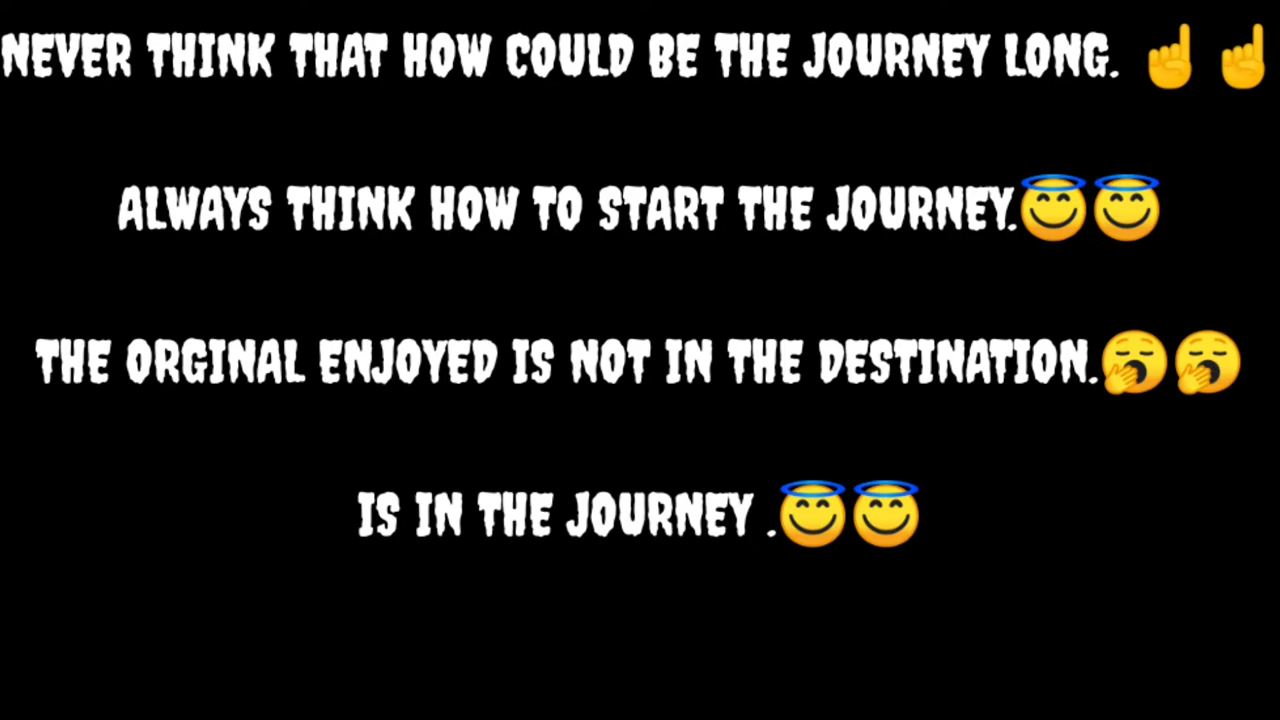 NEVER THINK THAT HOW COULD BE THE JOURNEY LONG. ☝️ ☝️
ALWAYS THINK HOW TO START THE JOURNEY.😇😇
THE ORGINAL ENJOYED IS NOT IN THE DESTINATION.🥱🥱
IS IN THE JOURNEY .😇😇